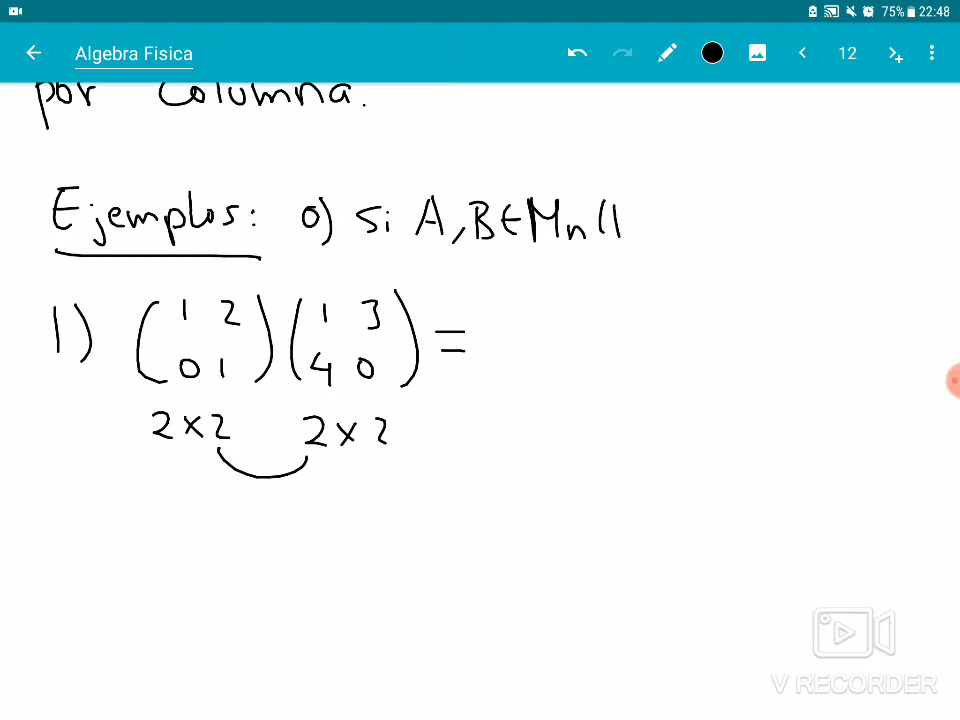 75% 22:48
Algebra Fisica 12
por columna.
Ejemplos: 0) si A, B ∈ Mn (|
1) (1 2) (1 3) =
(0 1) (4 0)
2 x 2 2 x 2
V RECORDER